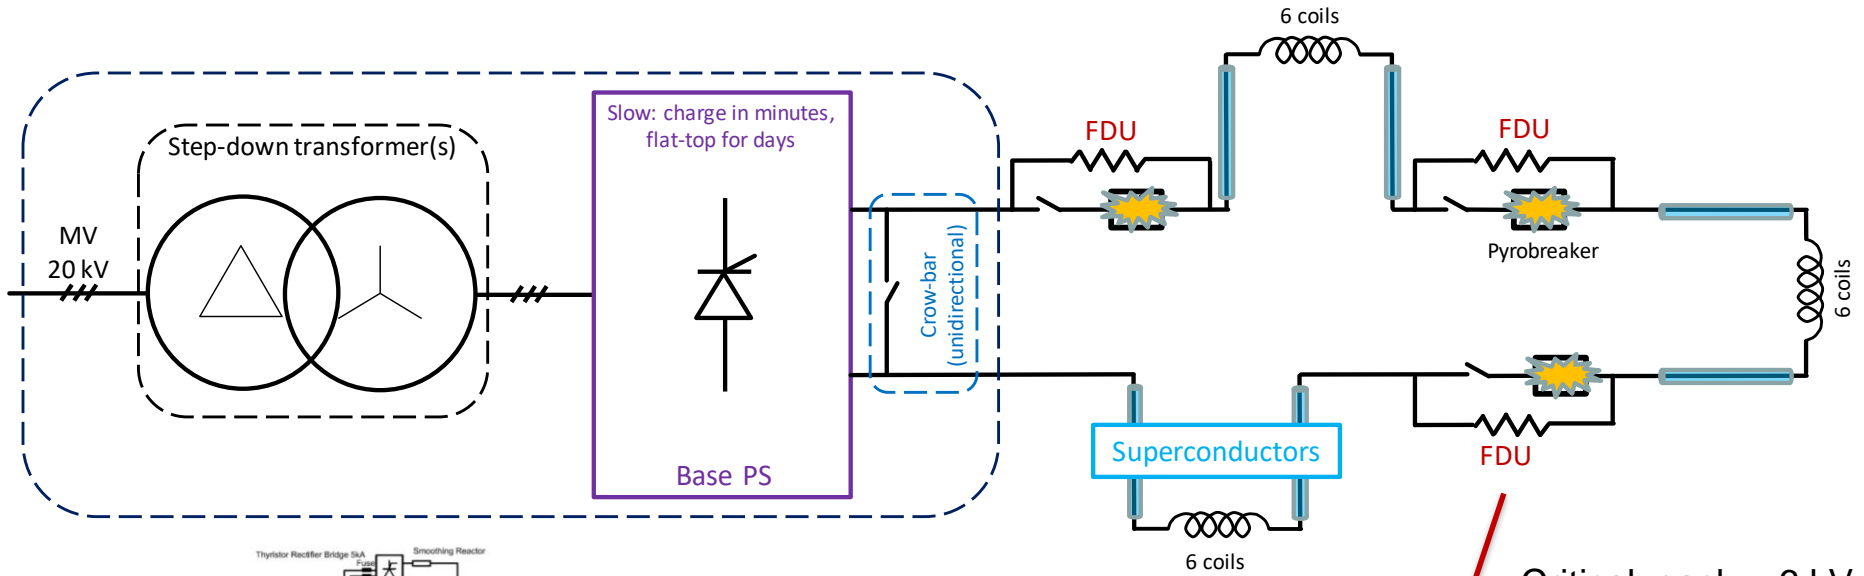 6 coils
Slow: charge in minutes,
flat-top for days
FDU
FDU
Step-down transformer(s)
MV
20 kV
Crow-bar
(unidirectional)
Pyrobreaker
6 coils
Superconductors
FDU
Base PS
6 coils
Thyristor Rectifier Bridge 5kA
Smoothing Reactor
Fuse